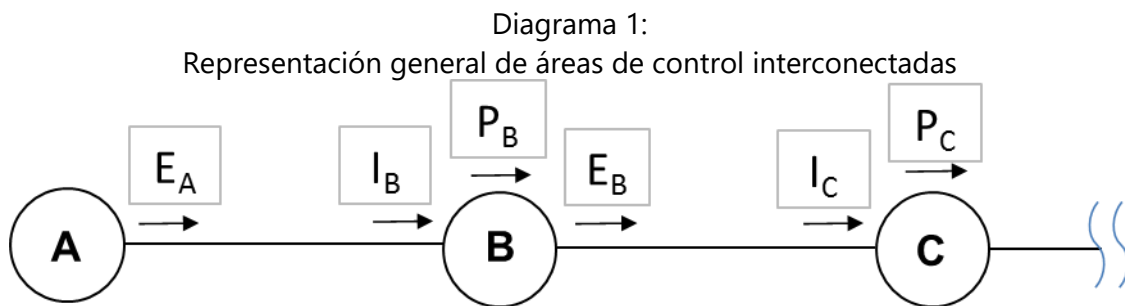 Diagrama 1:
Representación general de áreas de control interconectadas
E_A
I_B
P_B
E_B
I_C
P_C
A
B
C